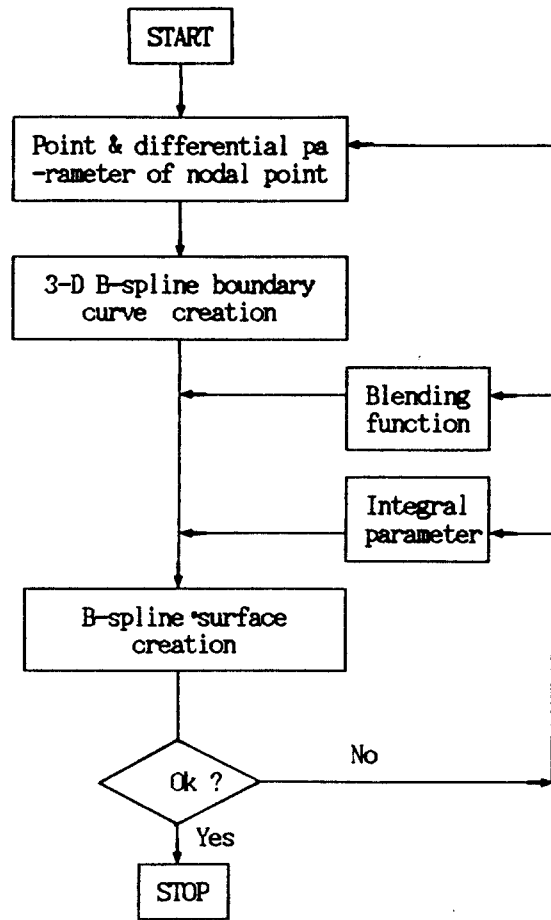 START
Point & differential pa
-rameter of nodal point
3-D B-spline boundary
curve creation
Blending
function
Integral
parameter
B-spline surface
creation
Ok ?
No
Yes
STOP